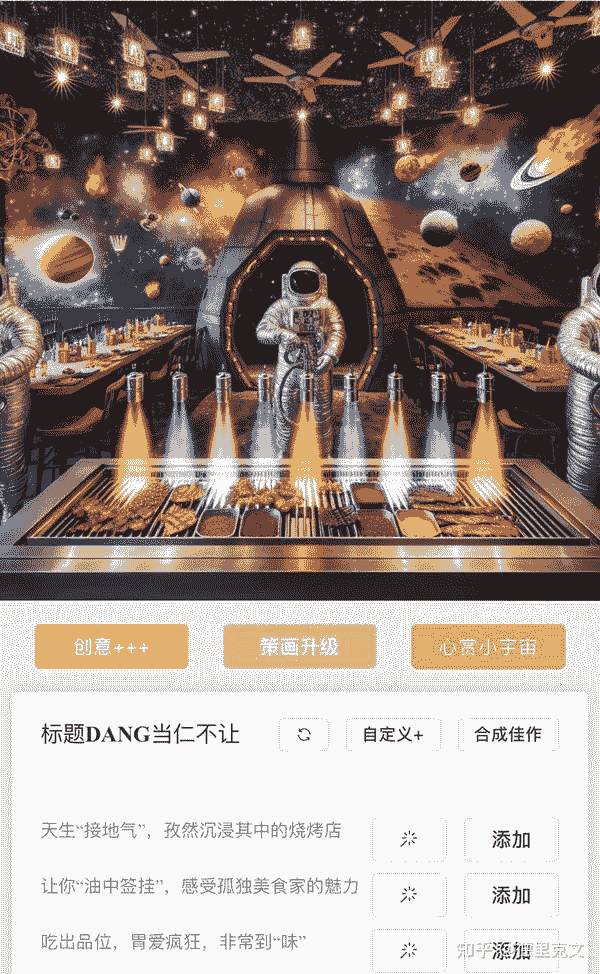 创意+++ 策画升级 心赏小宇宙
标题DANG当仁不让 自定义+ 合成佳作
天生“接地气”，孜然沉浸其中的烧烤店 添加
让你“油中签挂”，感受孤独美食家的魅力 添加
吃出品位，胃爱疯狂，非常到“味” 添加
知乎